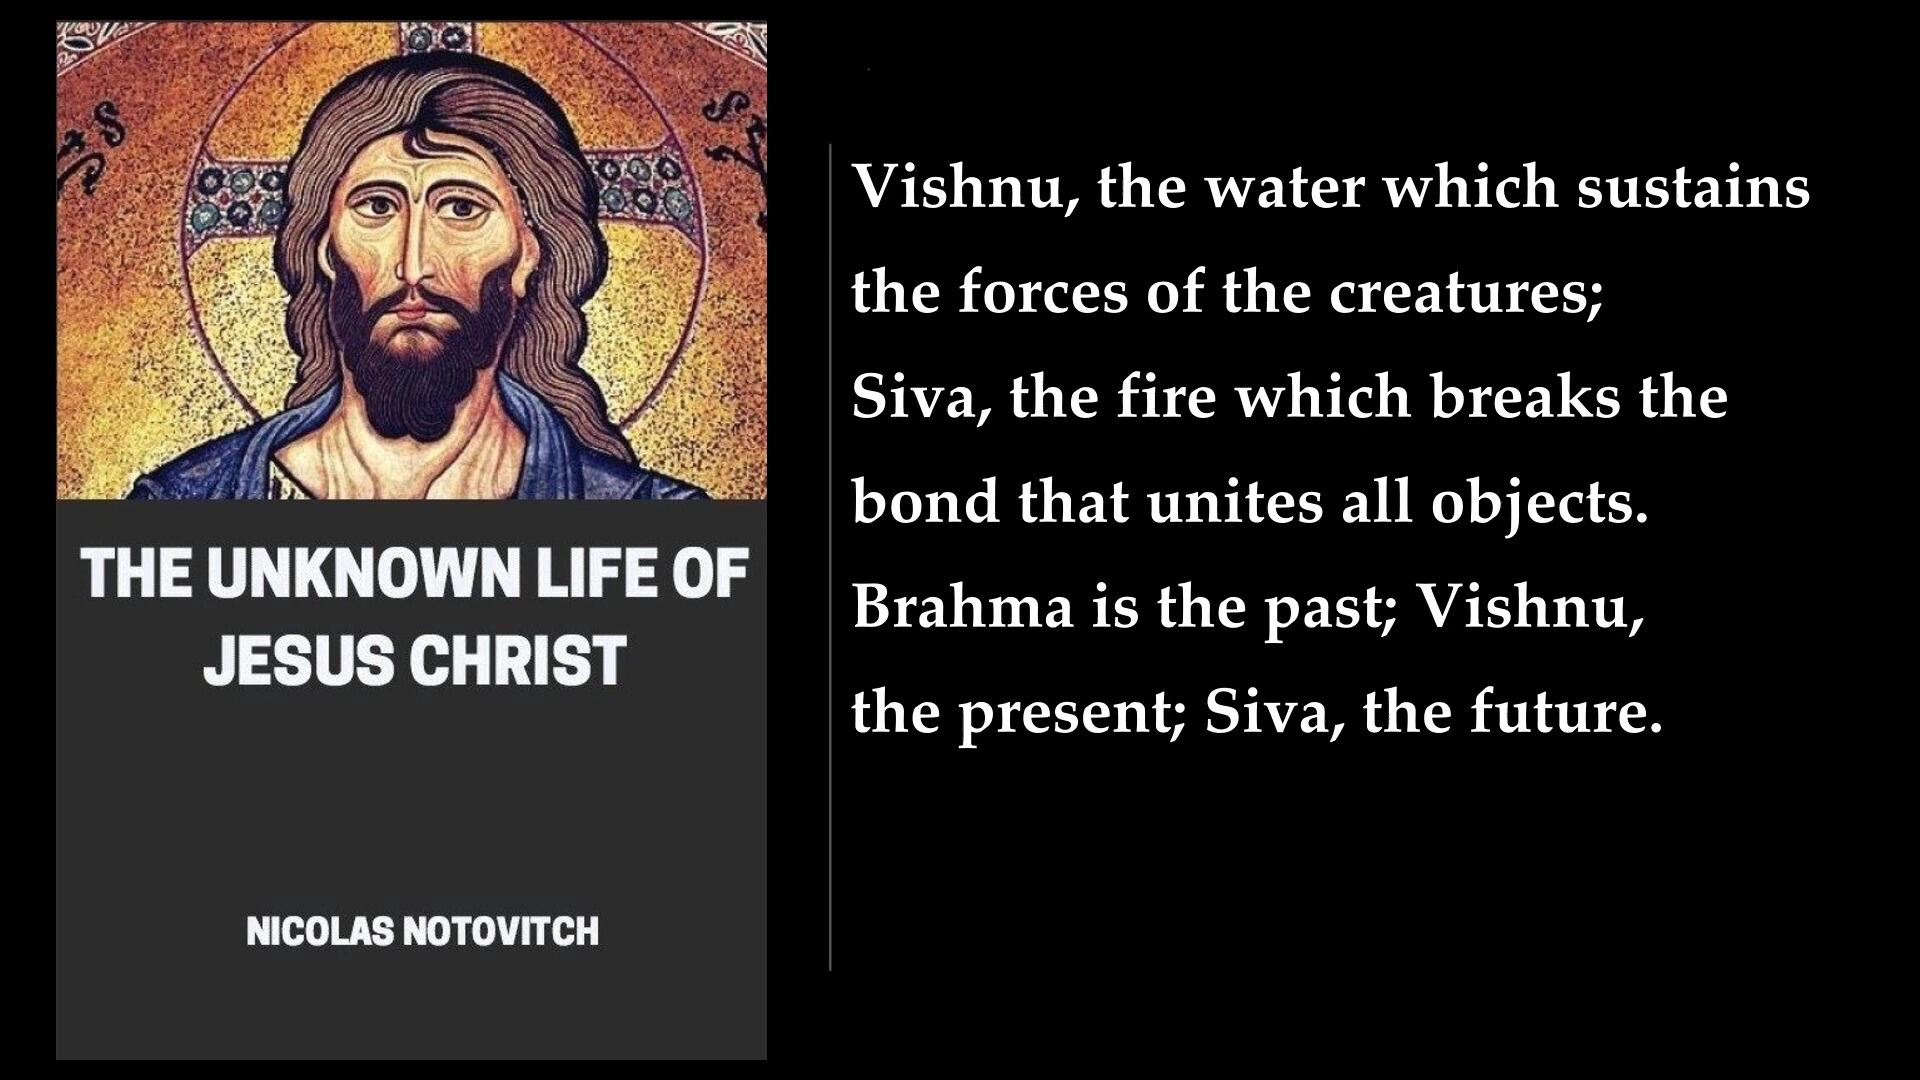 THE UNKNOWN LIFE OF
JESUS CHRIST
NICOLAS NOTOVITCH
Vishnu, the water which sustains
the forces of the creatures;
Siva, the fire which breaks the
bond that unites all objects.
Brahma is the past; Vishnu,
the present; Siva, the future.